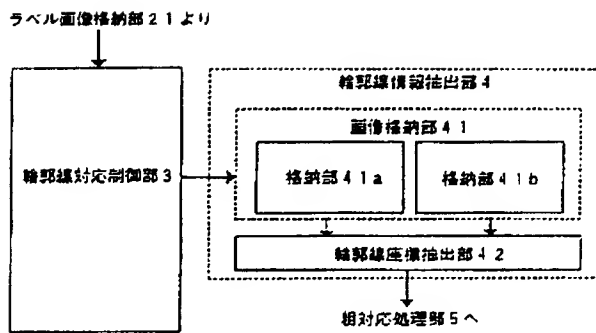 ラベル画像格納部21より
輪郭線情報抽出部4
画像格納部41
輪郭線対応制御部3
格納部41a
格納部41b
輪郭線座標抽出部42
相対応処理部5へ